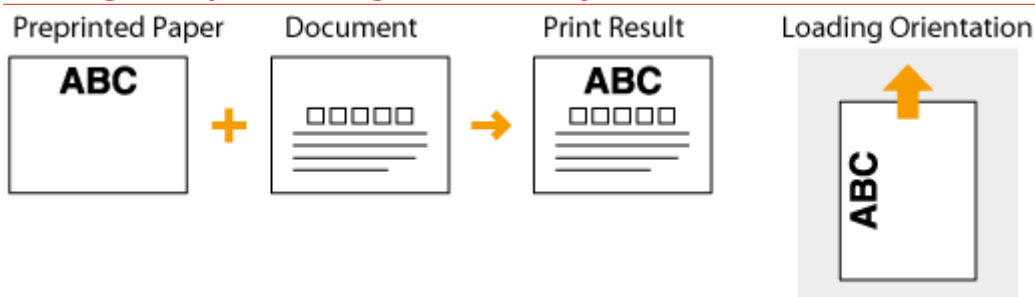 Preprinted Paper
Document
Print Result
Loading Orientation
ABC
ABC
ABC